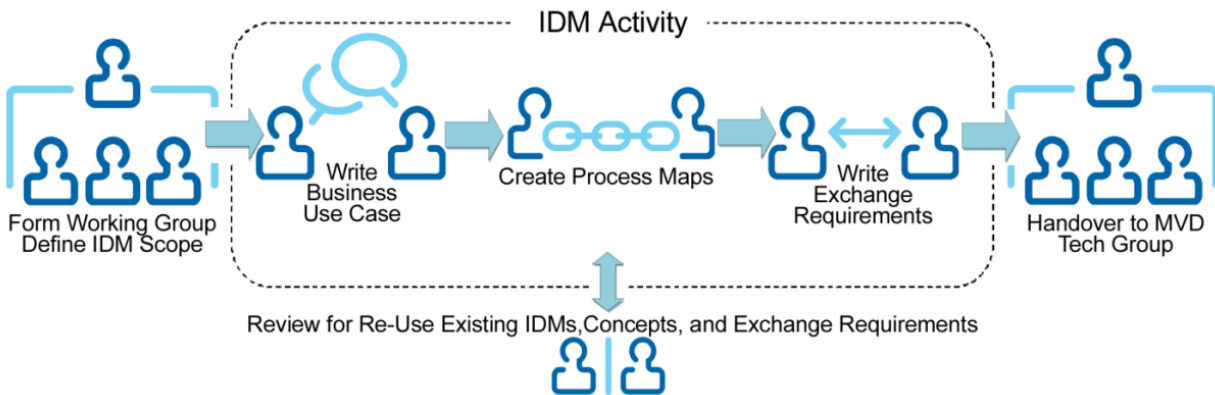 IDM Activity
Form Working Group
Define IDM Scope
Write
Business
Use Case
Create Process Maps
Write
Exchange
Requirements
Handover to MVD
Tech Group
Review for Re-Use Existing IDMs,Concepts, and Exchange Requirements